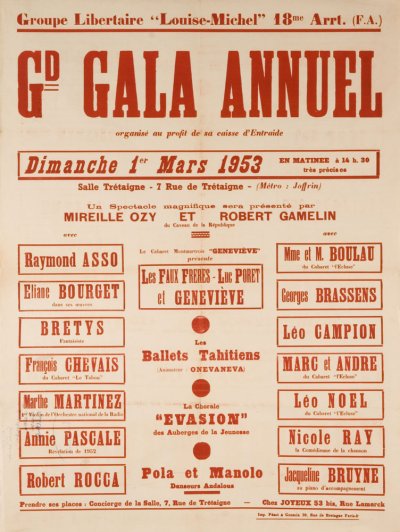 Groupe Libertaire "Louise-Michel" 18me Arrt. (F.A.)
GD GALA ANNUEL
organisé au profit de sa caisse d'Entraide
Dimanche 1er Mars 1953
EN MATINEE à 14 h. 30
très précises
Salle Trétaigne - 7 Rue de Trétaigne - (Métro : Joffrin)
Un Spectacle magnifique sera présenté par
MIREILLE OZY ET ROBERT GAMELIN
du Caveau de la République
avec
Raymond ASSO
Eliane BOURGET
dans ses œuvres
BRETYS
Fantaisiste
François CHEVAIS
du Cabaret "Le Tabou"
Marthe MARTINEZ
1er Violon de l'Orchestre national de la Radio
Annie PASCALE
Révélation de 1952
Robert ROCCA
Le Cabaret Montmartrois "GENEVIÈVE"
présente
Les FAUX FRÈRES - Luc PORET
et GENEVIÈVE
Les
Ballets Tahitiens
(Animateur : ONEVANEVA)
La Chorale
"EVASION"
des Auberges de la Jeunesse
Pola et Manolo
Danseurs Andalous
avec
Mme et M. BOULAU
du Cabaret "l'Ecluse"
Georges BRASSENS
Léo CAMPION
MARC et ANDRE
du Cabaret "l'Ecluse"
Léo NOEL
du Cabaret "l'Ecluse"
Nicole RAY
la Comédienne de la chanson
Jacqueline BRUYNE
au piano d'accompagnement
Prendre ses places : Concierge de la Salle, 7, Rue de Trétaigne - Chez JOYEUX 53 bis, Rue Lamarck